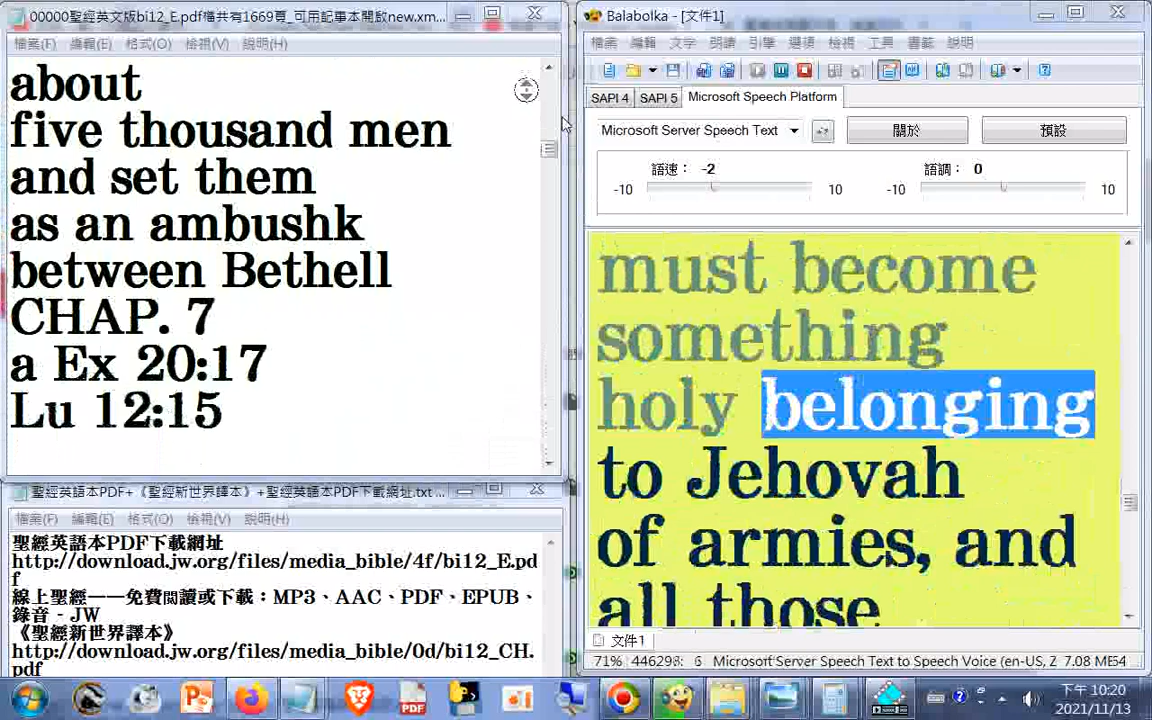 00000聖經英文版bi12_E.pdf檔共有1669頁_可用記事本開啟new.xm...
檔案(F) 編輯(E) 格式(O) 檢視(V) 說明(H)
about
five thousand men
and set them
as an ambushk
between Bethell
CHAP. 7
a Ex 20:17
Lu 12:15
聖經英語本PDF+《聖經新世界譯本》+聖經英語本PDF下載網址.txt ...
檔案(F) 編輯(E) 格式(O) 檢視(V) 說明(H)
聖經英語本PDF下載網址
http://download.jw.org/files/media_bible/4f/bi12_E.pd
f
線上聖經——免費閱讀或下載：MP3、AAC、PDF、EPUB、
錄音 - JW
《聖經新世界譯本》
http://download.jw.org/files/media_bible/0d/bi12_CH.
pdf
Balabolka - [文件1]
檔案 編輯 文字 朗讀 引擎 選項 檢視 工具 書籤 說明
SAPI 4 SAPI 5 Microsoft Speech Platform
Microsoft Server Speech Text 關於 預設
語速： -2 語調： 0
-10 10 -10 10
must become
something
holy belonging
to Jehovah
of armies, and
all those
文件1
71% 446298: 6 Microsoft Server Speech Text to Speech Voice (en-US, Z 7.08 ME54
PDF
下午 10:20
2021/11/13